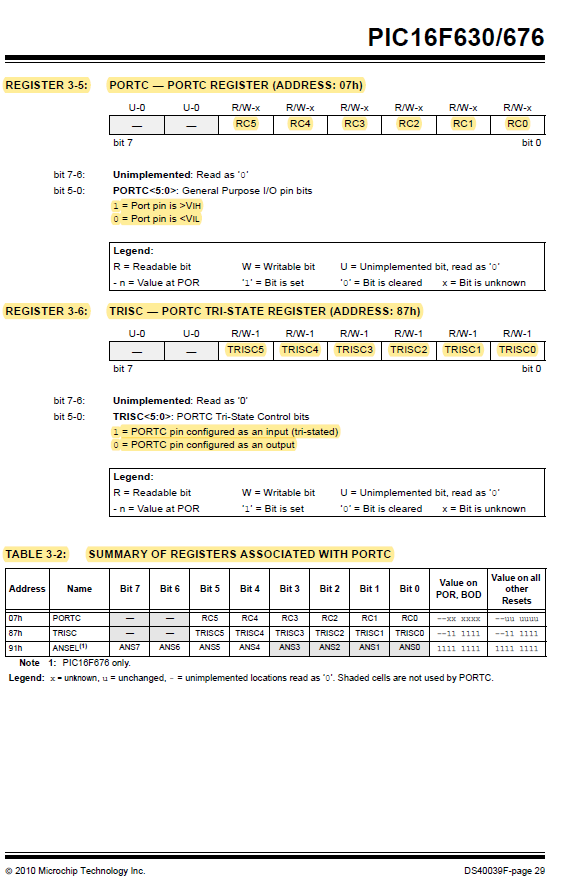 PIC16F630/676
REGISTER 3-5: PORTC — PORTC REGISTER (ADDRESS: 07h)
U-0 U-0 R/W-x R/W-x R/W-x R/W-x R/W-x R/W-x
— — RC5 RC4 RC3 RC2 RC1 RC0
bit 7 bit 0
bit 7-6: Unimplemented: Read as '0'
bit 5-0: PORTC<5:0>: General Purpose I/O pin bits
1 = Port pin is >VIH
0 = Port pin is <VIL
Legend:
R = Readable bit W = Writable bit U = Unimplemented bit, read as '0'
- n = Value at POR '1' = Bit is set '0' = Bit is cleared x = Bit is unknown
REGISTER 3-6: TRISC — PORTC TRI-STATE REGISTER (ADDRESS: 87h)
U-0 U-0 R/W-1 R/W-1 R/W-1 R/W-1 R/W-1 R/W-1
— — TRISC5 TRISC4 TRISC3 TRISC2 TRISC1 TRISC0
bit 7 bit 0
bit 7-6: Unimplemented: Read as '0'
bit 5-0: TRISC<5:0>: PORTC Tri-State Control bits
1 = PORTC pin configured as an input (tri-stated)
0 = PORTC pin configured as an output
Legend:
R = Readable bit W = Writable bit U = Unimplemented bit, read as '0'
- n = Value at POR '1' = Bit is set '0' = Bit is cleared x = Bit is unknown
TABLE 3-2: SUMMARY OF REGISTERS ASSOCIATED WITH PORTC
Address Name Bit 7 Bit 6 Bit 5 Bit 4 Bit 3 Bit 2 Bit 1 Bit 0 Value on POR, BOD Value on all other Resets
07h PORTC — — RC5 RC4 RC3 RC2 RC1 RC0 --xx xxxx --uu uuuu
87h TRISC — — TRISC5 TRISC4 TRISC3 TRISC2 TRISC1 TRISC0 --11 1111 --11 1111
91h ANSEL(1) ANS7 ANS6 ANS5 ANS4 ANS3 ANS2 ANS1 ANS0 1111 1111 1111 1111
Note 1: PIC16F676 only.
Legend: x = unknown, u = unchanged, - = unimplemented locations read as '0'. Shaded cells are not used by PORTC.
© 2010 Microchip Technology Inc. DS40039F-page 29